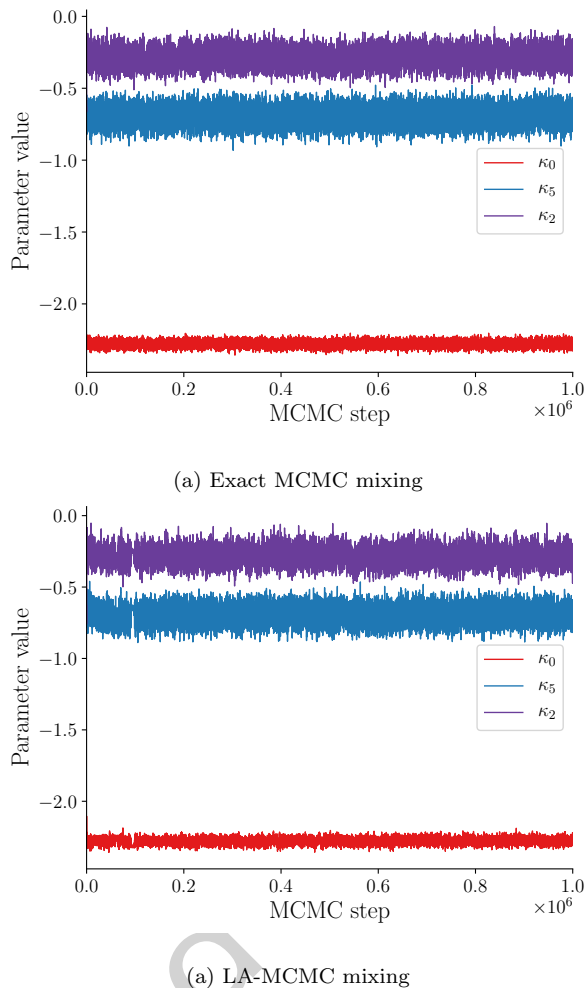 0.0
−0.5
−1.0
−1.5
−2.0
Parameter value
κ0
κ5
κ2
0.0 0.2 0.4 0.6 0.8 1.0
MCMC step
×10^6
(a) Exact MCMC mixing
0.0
−0.5
−1.0
−1.5
−2.0
Parameter value
κ0
κ5
κ2
0.0 0.2 0.4 0.6 0.8 1.0
MCMC step
×10^6
(a) LA-MCMC mixing